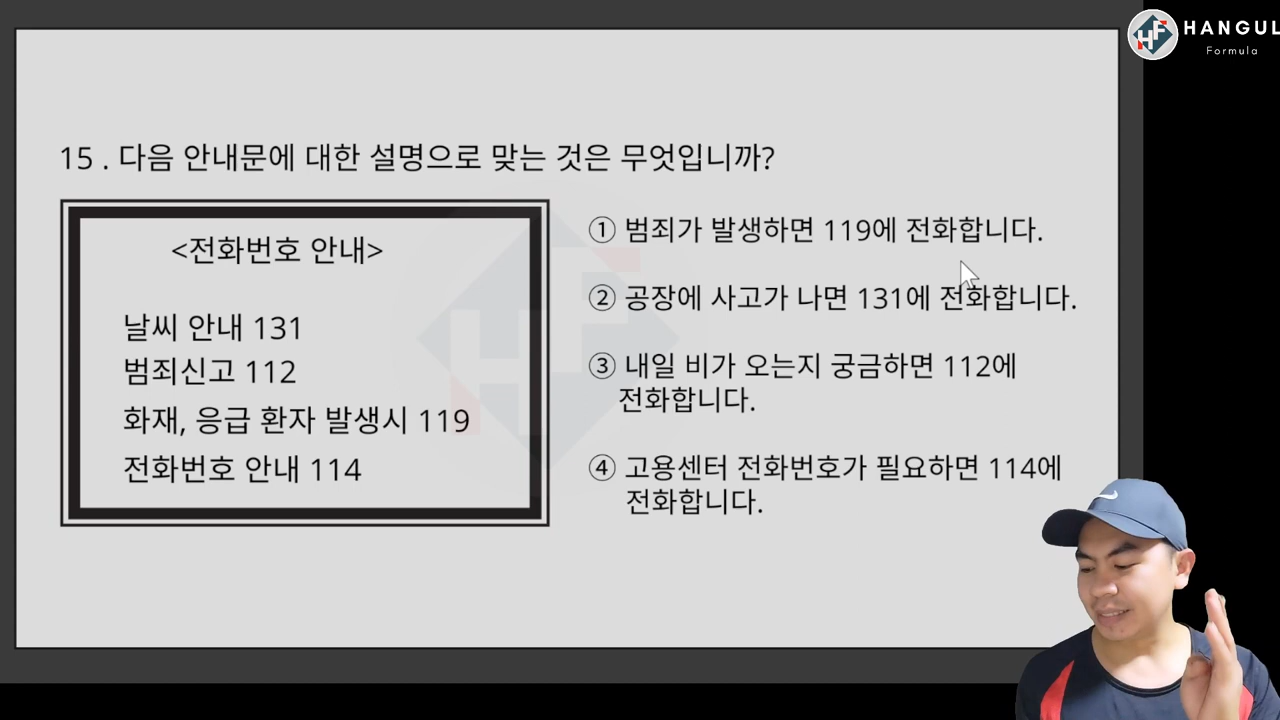 HANGUL
Formula
15 . 다음 안내문에 대한 설명으로 맞는 것은 무엇입니까?
<전화번호 안내>
날씨 안내 131
범죄신고 112
화재, 응급 환자 발생시 119
전화번호 안내 114
① 범죄가 발생하면 119에 전화합니다.
② 공장에 사고가 나면 131에 전화합니다.
③ 내일 비가 오는지 궁금하면 112에
전화합니다.
④ 고용센터 전화번호가 필요하면 114에
전화합니다.